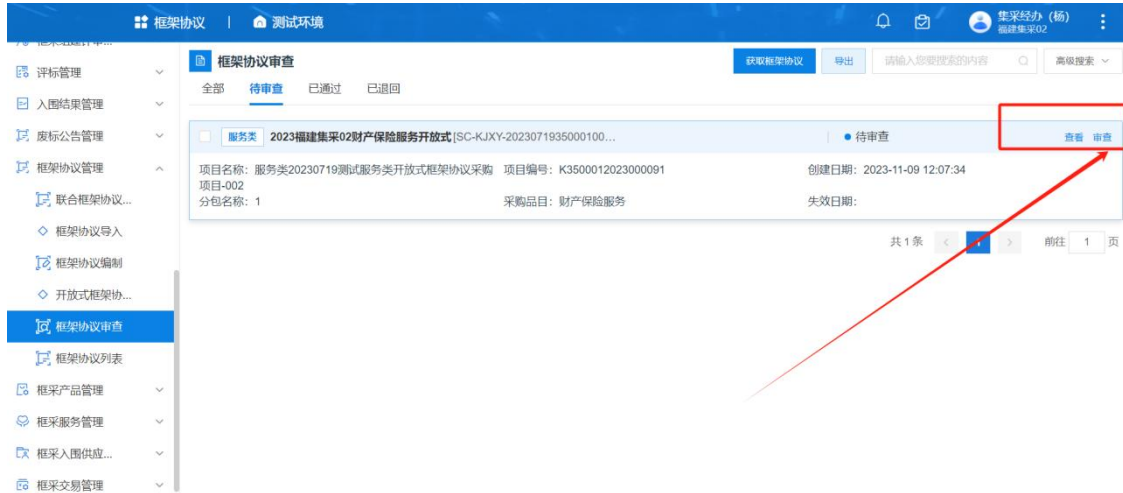 框架协议 | 测试环境
集采经办（杨）
福建集采02
评标管理
入围结果管理
废标公告管理
框架协议管理
联合框架协议...
框架协议导入
框架协议编制
开放式框架协...
框架协议审查
框架协议列表
框采产品管理
框采服务管理
框采入围供应...
框采交易管理
框架协议审查
获取框架协议 导出 请输入您要搜索的内容 高级搜索
全部 待审查 已通过 已退回
服务类 2023福建集采02财产保险服务开放式[SC-KJXY-2023071935000100... 待审查 查看 审查
项目名称：服务类20230719测试服务类开放式框架协议采购 项目编号：K3500012023000091 创建日期：2023-11-09 12:07:34
项目-002
分包名称：1 采购品目：财产保险服务 失效日期：
共1条 < > 前往 1 页